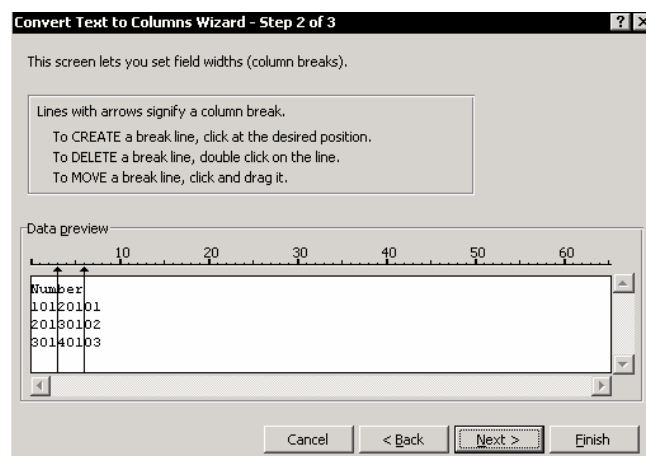 Convert Text to Columns Wizard - Step 2 of 3
This screen lets you set field widths (column breaks).
Lines with arrows signify a column break.
To CREATE a break line, click at the desired position.
To DELETE a break line, double click on the line.
To MOVE a break line, click and drag it.
Data preview
10 20 30 40 50 60
Number
10120101
20130102
30140103
Cancel < Back Next > Finish